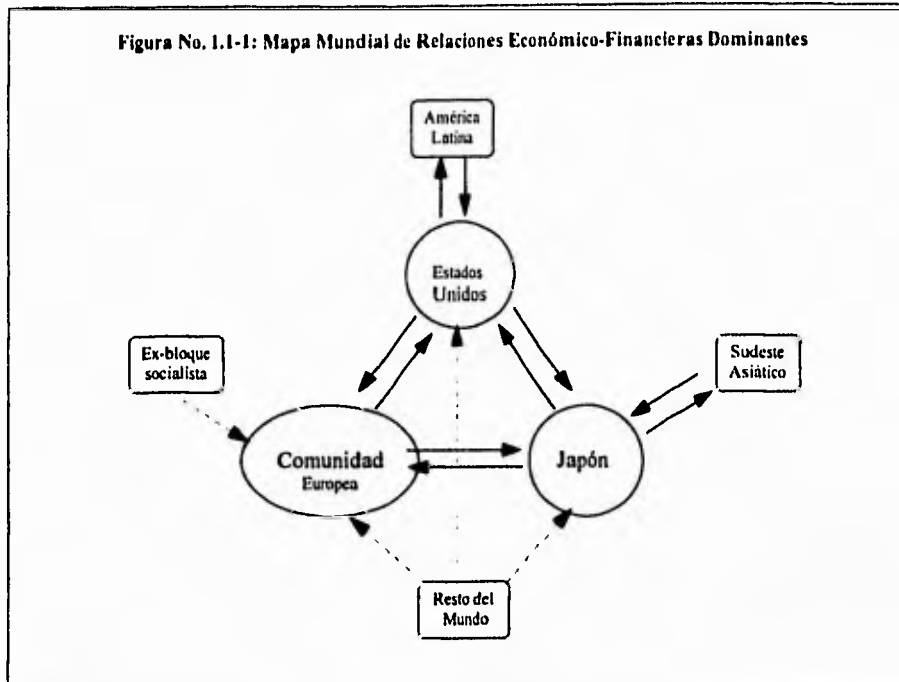 Figura No. 1.1-1: Mapa Mundial de Relaciones Económico-Financieras Dominantes
América
Latina
Estados
Unidos
Ex-bloque
socialista
Sudeste
Asiático
Comunidad
Europea
Japón
Resto del
Mundo